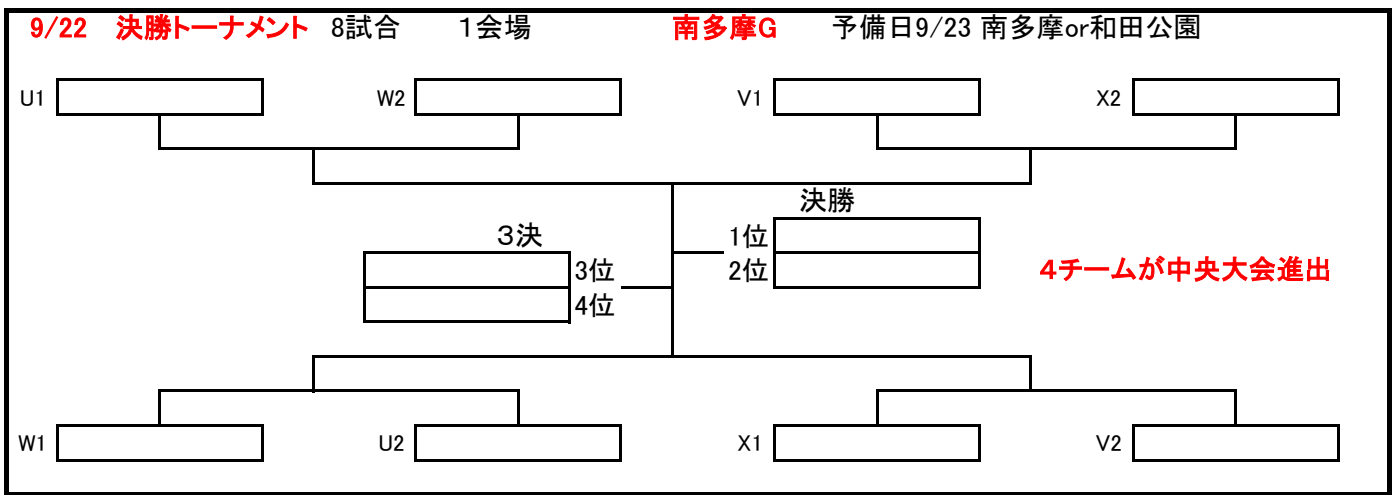 9/22 決勝トーナメント 8試合 1会場 南多摩G 予備日9/23 南多摩or和田公園
U1 W2 V1 X2
決勝
3決 1位
3位 2位 4チームが中央大会進出
4位
W1 U2 X1 V2